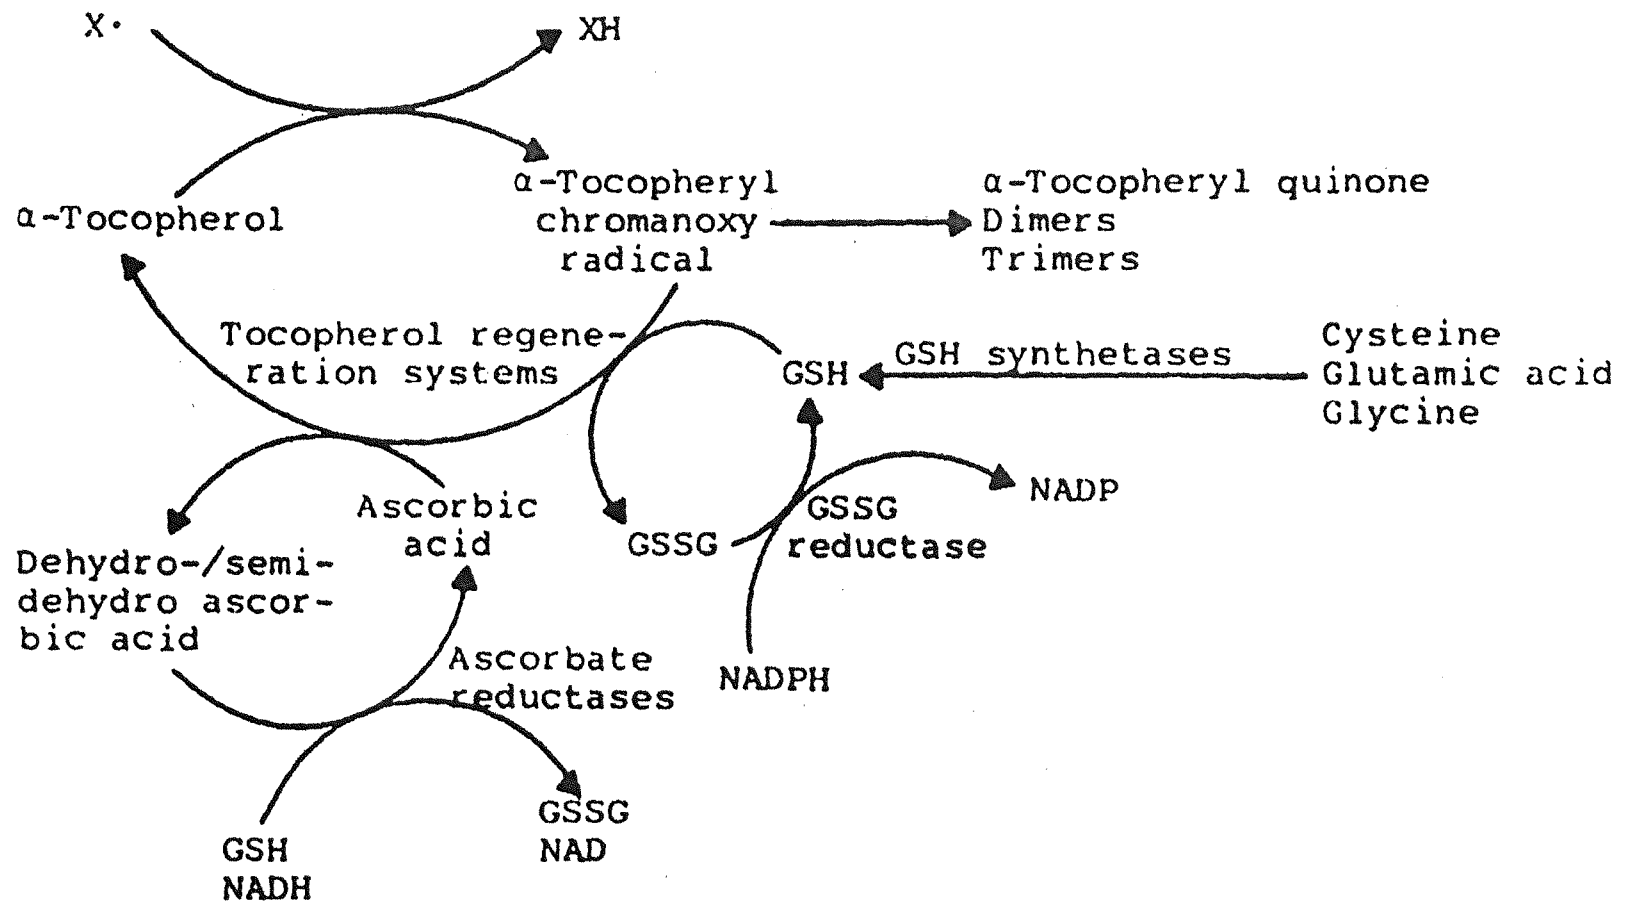 X·
XH
α-Tocopherol
α-Tocopheryl
chromanoxy
radical
α-Tocopheryl quinone
Dimers
Trimers
Tocopherol regene-
ration systems
GSH
GSH synthetases
Cysteine
Glutamic acid
Glycine
Ascorbic
acid
GSSG
GSSG
reductase
NADP
NADPH
Dehydro-/semi-
dehydro ascor-
bic acid
Ascorbate
reductases
GSH
NADH
GSSG
NAD